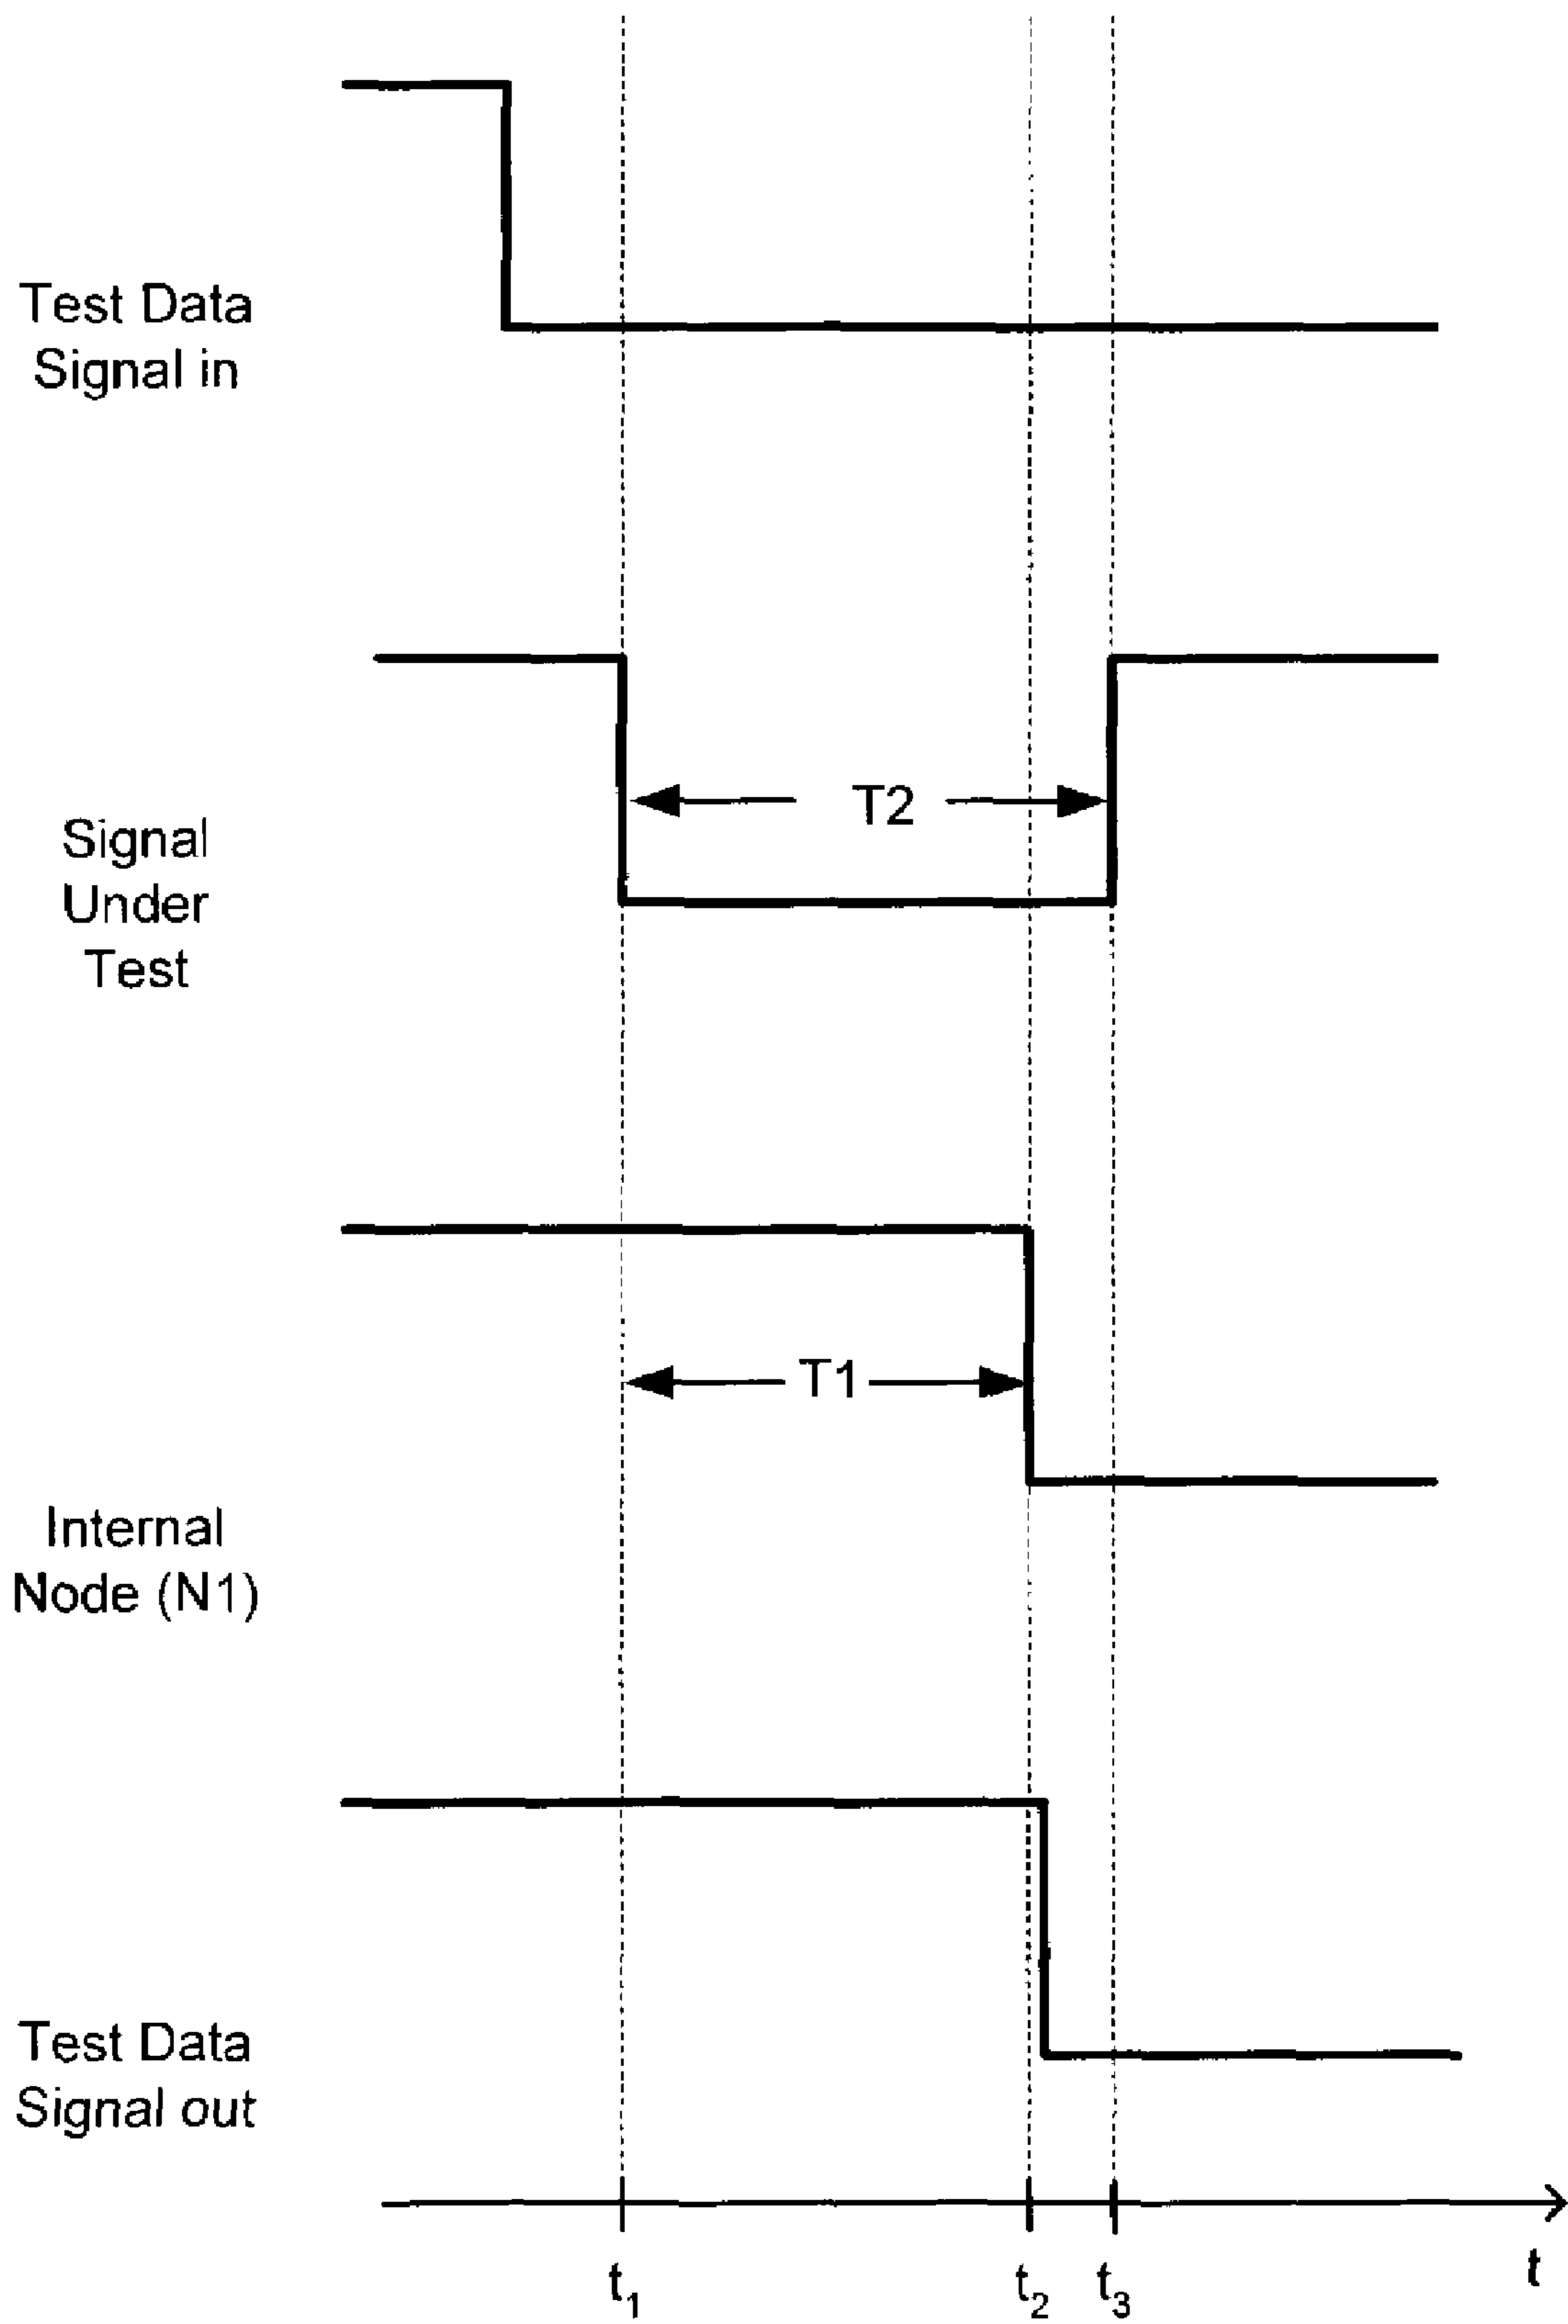 Test Data
Signal in
T2
Signal
Under
Test
T1
Internal
Node (N1)
Test Data
Signal out
t1
t2
t3
t